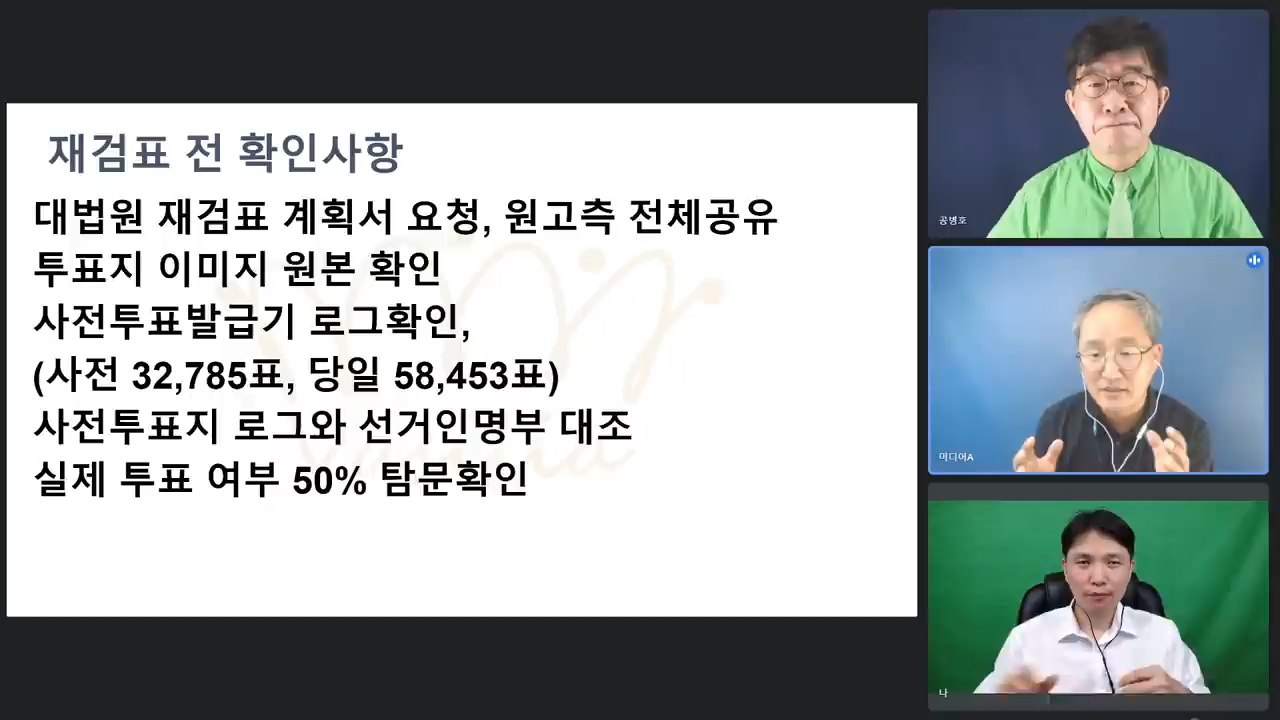 재검표 전 확인사항
대법원 재검표 계획서 요청, 원고측 전체공유
투표지 이미지 원본 확인
사전투표발급기 로그확인,
(사전 32,785표, 당일 58,453표)
사전투표지 로그와 선거인명부 대조
실제 투표 여부 50% 탐문확인
공병호
미디어A
나